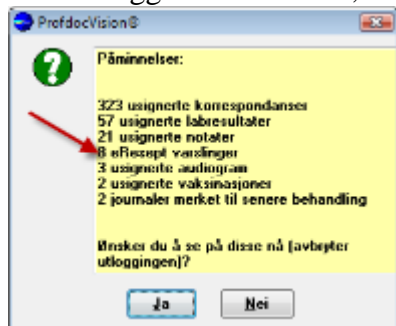 ProfdocVision®
Påminnelser:
323 usignerte korrespondanser
57 usignerte labresultater
21 usignerte notater
8 eResept varslinger
3 usignerte audiogram
2 usignerte vaksinasjoner
2 journaler merket til senere behandling
Ønsker du å se på disse nå (avbryter
utloggingen)?
Ja
Nei